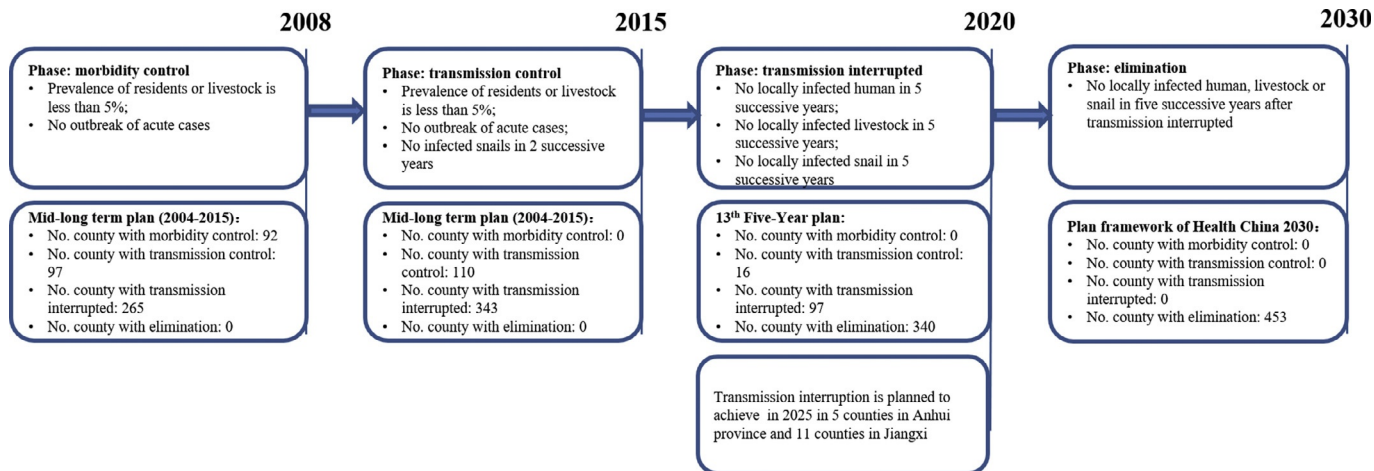 2008
2015
2020
2030
Phase: morbidity control
• Prevalence of residents or livestock is
less than 5%;
• No outbreak of acute cases
Phase: transmission control
• Prevalence of residents or livestock
is less than 5%;
• No outbreak of acute cases;
• No infected snails in 2 successive
years
Phase: transmission interrupted
• No locally infected human in 5
successive years;
• No locally infected livestock in 5
successive years;
• No locally infected snail in 5
successive years
Phase: elimination
• No locally infected human, livestock or
snail in five successive years after
transmission interrupted
Mid-long term plan (2004-2015):
• No. county with morbidity control: 92
• No. county with transmission control:
97
• No. county with transmission
interrupted: 265
• No. county with elimination: 0
Mid-long term plan (2004-2015):
• No. county with morbidity control: 0
• No. county with transmission
control: 110
• No. county with transmission
interrupted: 343
• No. county with elimination: 0
13th Five-Year plan:
• No. county with morbidity control: 0
• No. county with transmission control:
16
• No. county with transmission
interrupted: 97
• No. county with elimination: 340
Plan framework of Health China 2030:
• No. county with morbidity control: 0
• No. county with transmission control: 0
• No. county with transmission
interrupted: 0
• No. county with elimination: 453
Transmission interruption is planned to
achieve in 2025 in 5 counties in Anhui
province and 11 counties in Jiangxi